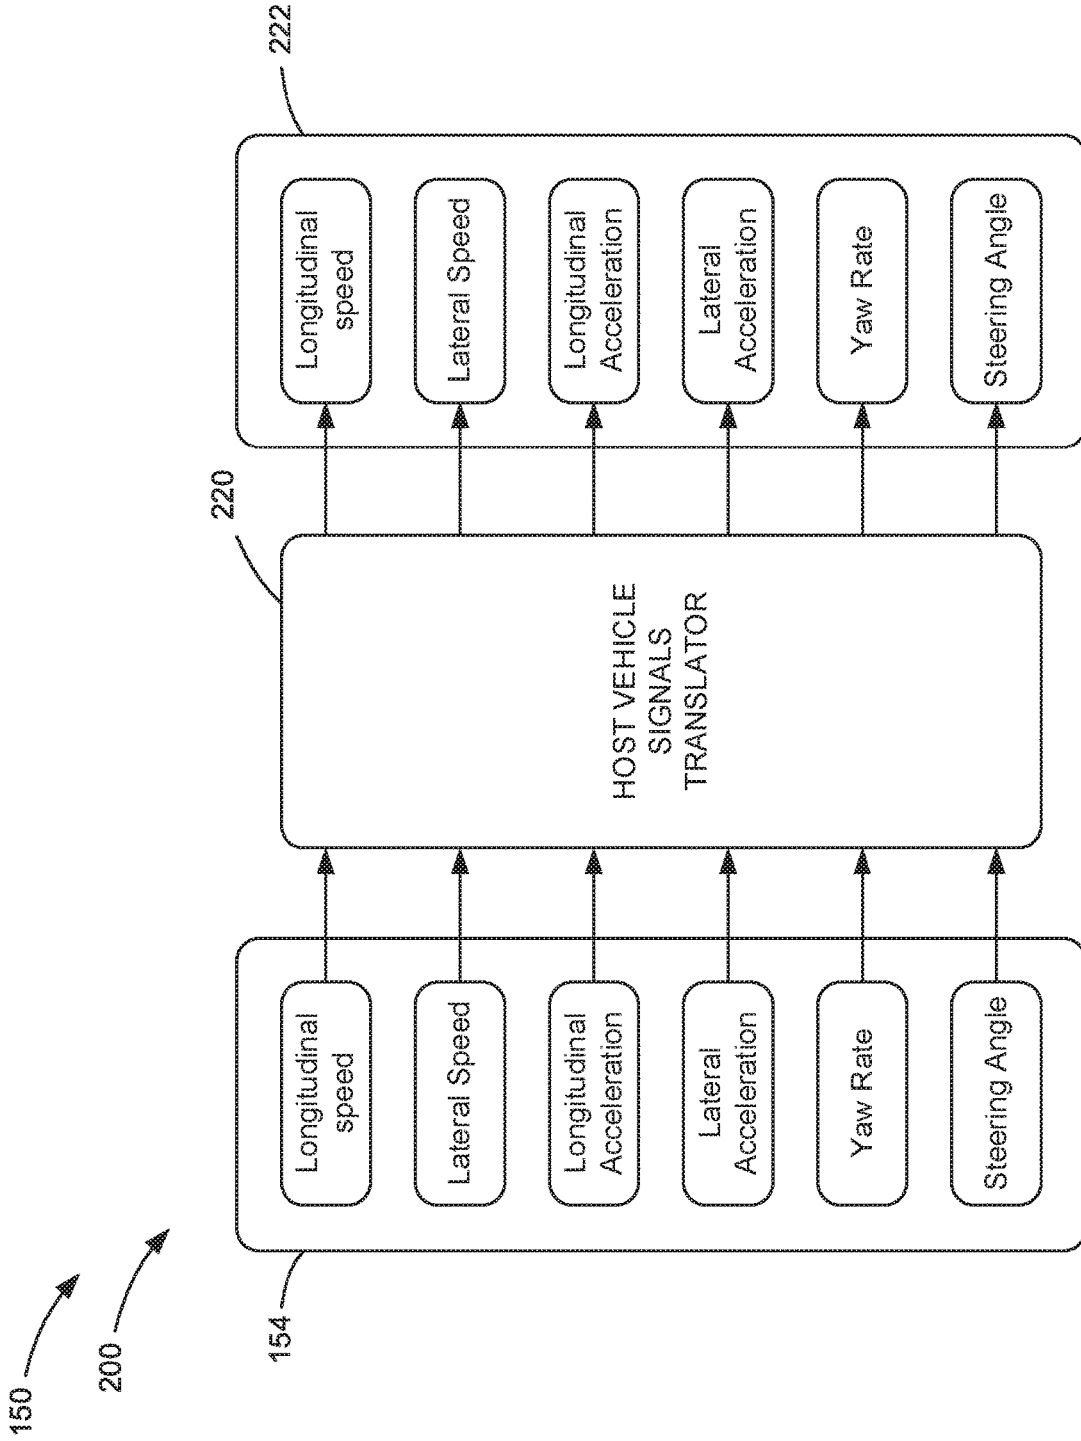 150
200
154
Longitudinal
speed
Lateral Speed
Longitudinal
Acceleration
Lateral
Acceleration
Yaw Rate
Steering Angle
220
HOST VEHICLE
SIGNALS
TRANSLATOR
222
Longitudinal
speed
Lateral Speed
Longitudinal
Acceleration
Lateral
Acceleration
Yaw Rate
Steering Angle